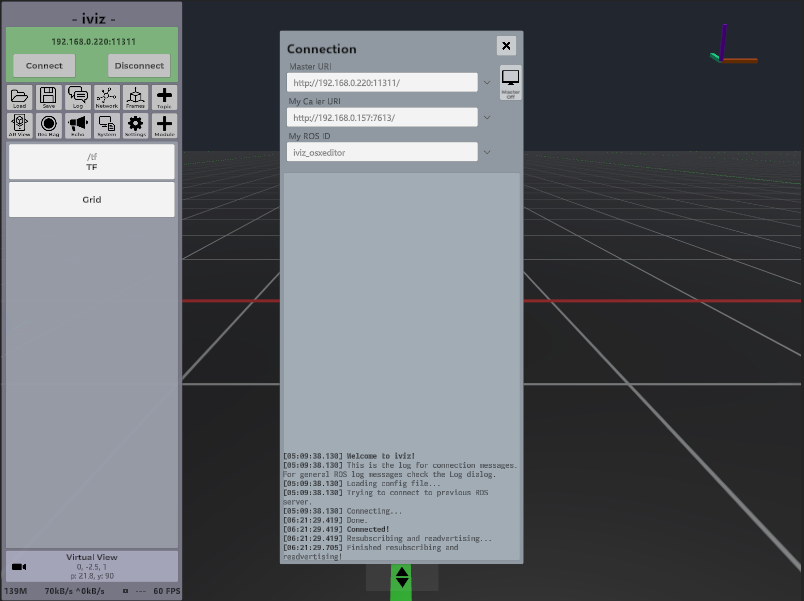 - iviz -
192.168.0.220:11311
Connect
Disconnect
Load
Save
Log
Network
Frames
Topic
AR View
Rec Bag
Echo
System
Settings
Module
/tf
TF
Grid
Virtual View
0, -2.5, 1
p: 21.8, y: 90
139M 70kB/s ^0kB/s --- 60 FPS
Connection
Master URI
http://192.168.0.220:11311/
Master
Off
My Caller URI
http://192.168.0.157:7613/
My ROS ID
iviz_osxeditor
[05:09:38.130] Welcome to iviz!
[05:09:38.130] This is the log for connection messages.
For general ROS log messages check the Log dialog.
[05:09:38.130] Loading config file...
[05:09:38.130] Trying to connect to previous ROS
server.
[05:09:38.130] Connecting...
[06:21:29.419] Done.
[06:21:29.419] Connected!
[06:21:29.419] Resubscribing and readvertising...
[06:21:29.705] Finished resubscribing and
readvertising!